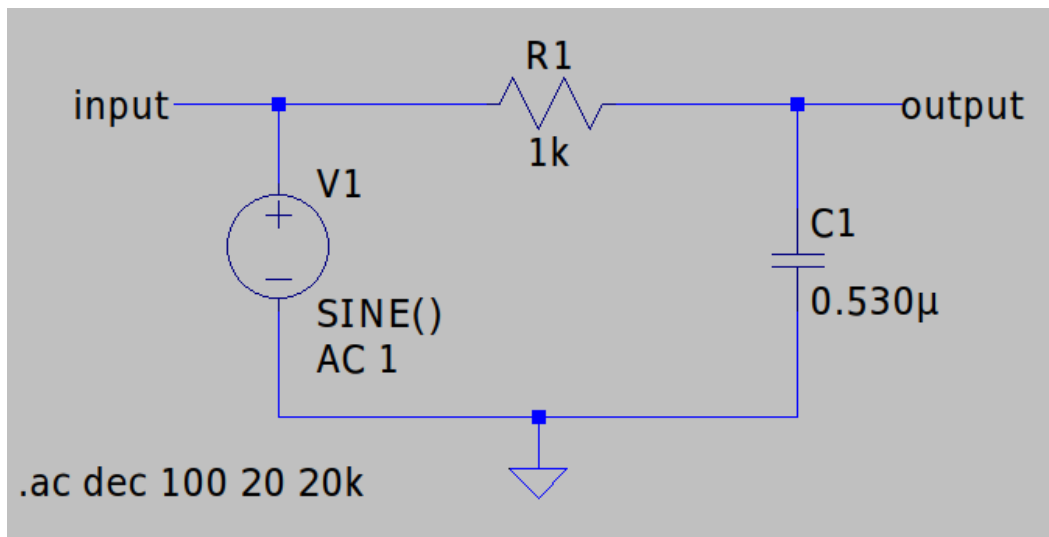 R1
input
output
1k
V1
C1
0.530µ
SINE()
AC 1
.ac dec 100 20 20k